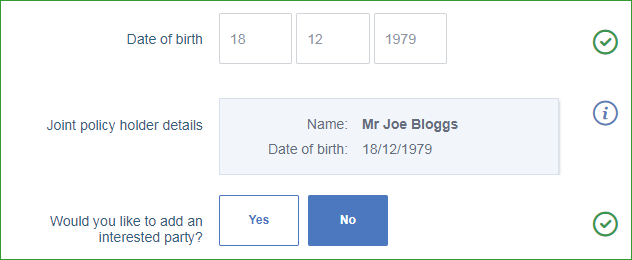 Date of birth 18 12 1979
Joint policy holder details
Name: Mr Joe Bloggs
Date of birth: 18/12/1979
Would you like to add an
interested party?
Yes No